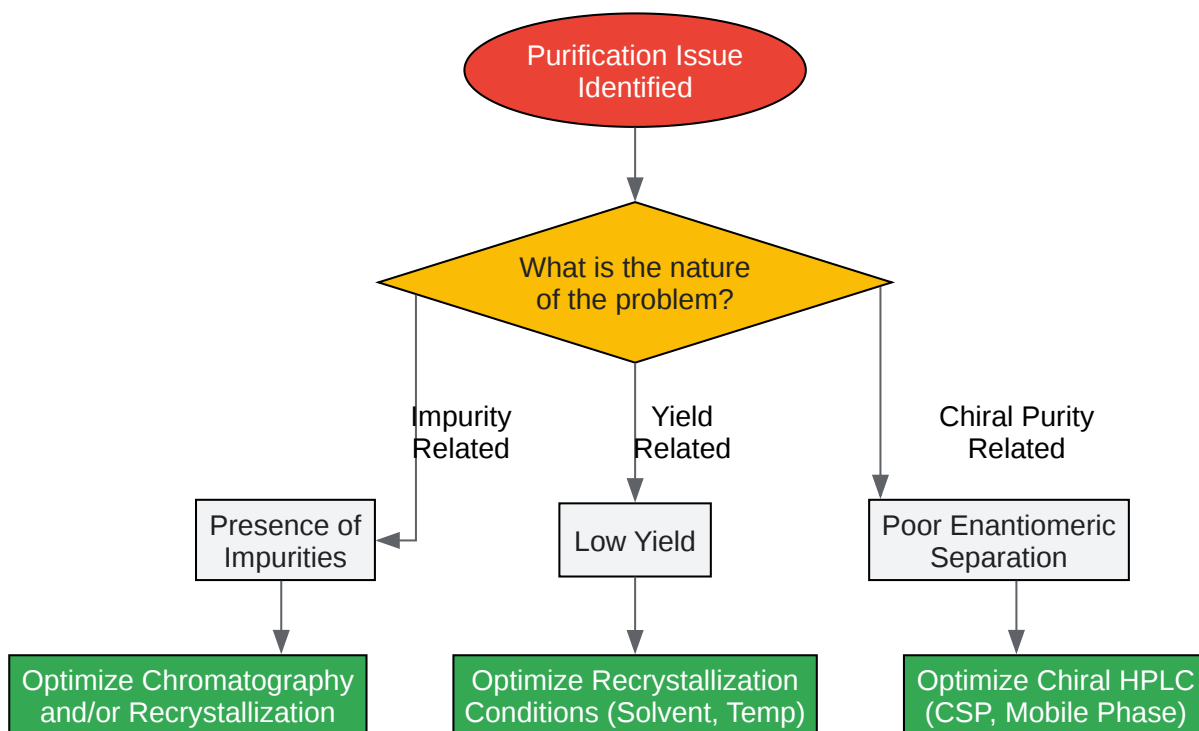 Purification Issue
Identified
What is the nature
of the problem?
Impurity
Related
Yield
Related
Chiral Purity
Related
Presence of
Impurities
Low Yield
Poor Enantiomeric
Separation
Optimize Chromatography
and/or Recrystallization
Optimize Recrystallization
Conditions (Solvent, Temp)
Optimize Chiral HPLC
(CSP, Mobile Phase)